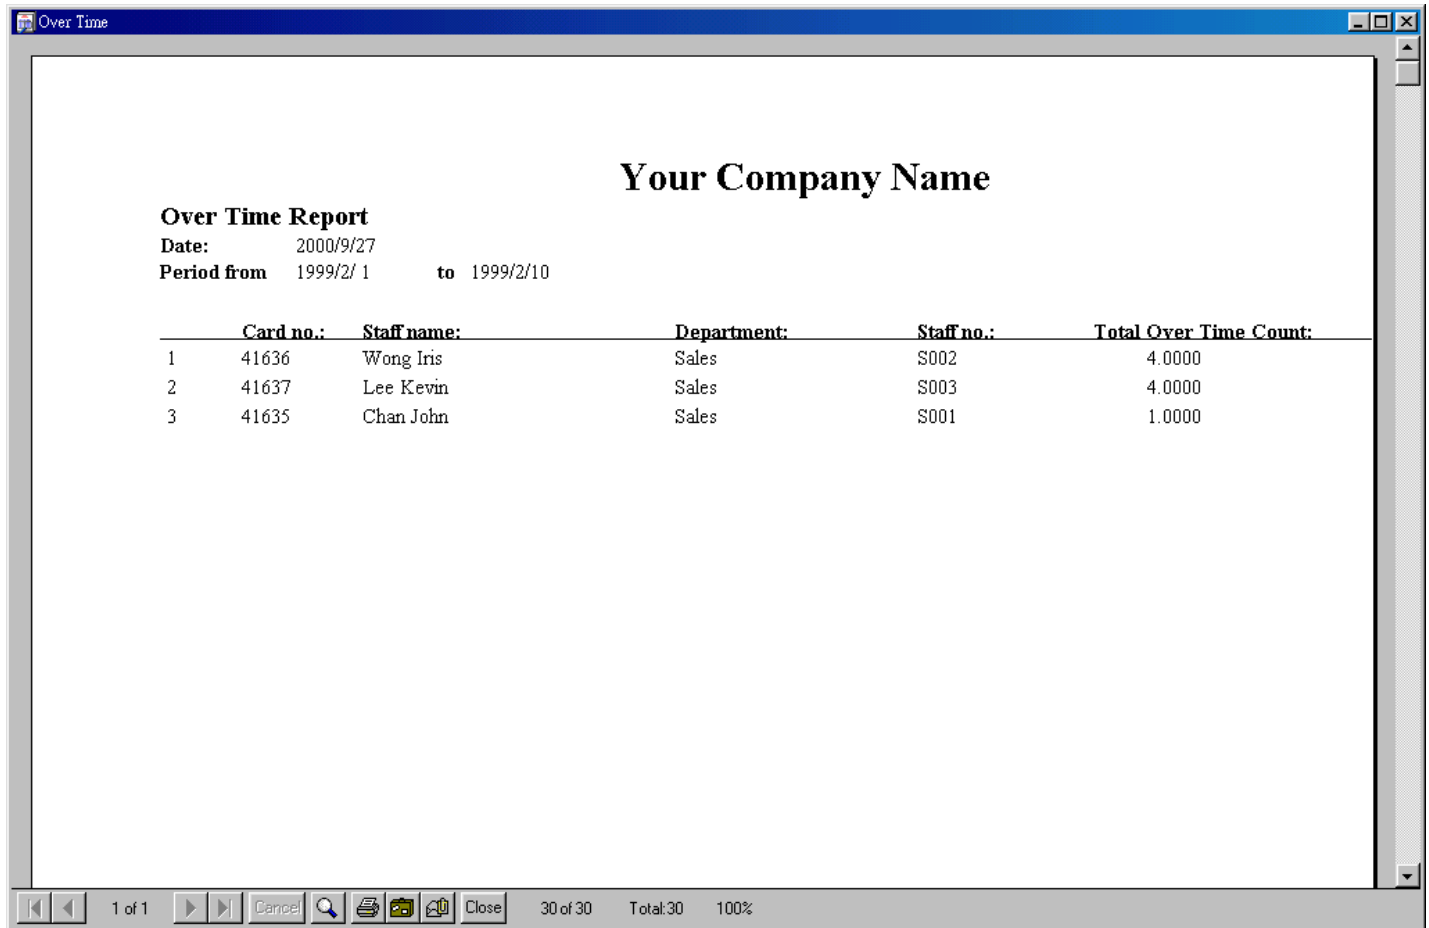 Over Time
Your Company Name
Over Time Report
Date: 2000/9/27
Period from 1999/2/ 1 to 1999/2/10
Card no.: Staff name: Department: Staff no.: Total Over Time Count:
1 41636 Wong Iris Sales S002 4.0000
2 41637 Lee Kevin Sales S003 4.0000
3 41635 Chan John Sales S001 1.0000
1 of 1 Cancel Close 30 of 30 Total:30 100%